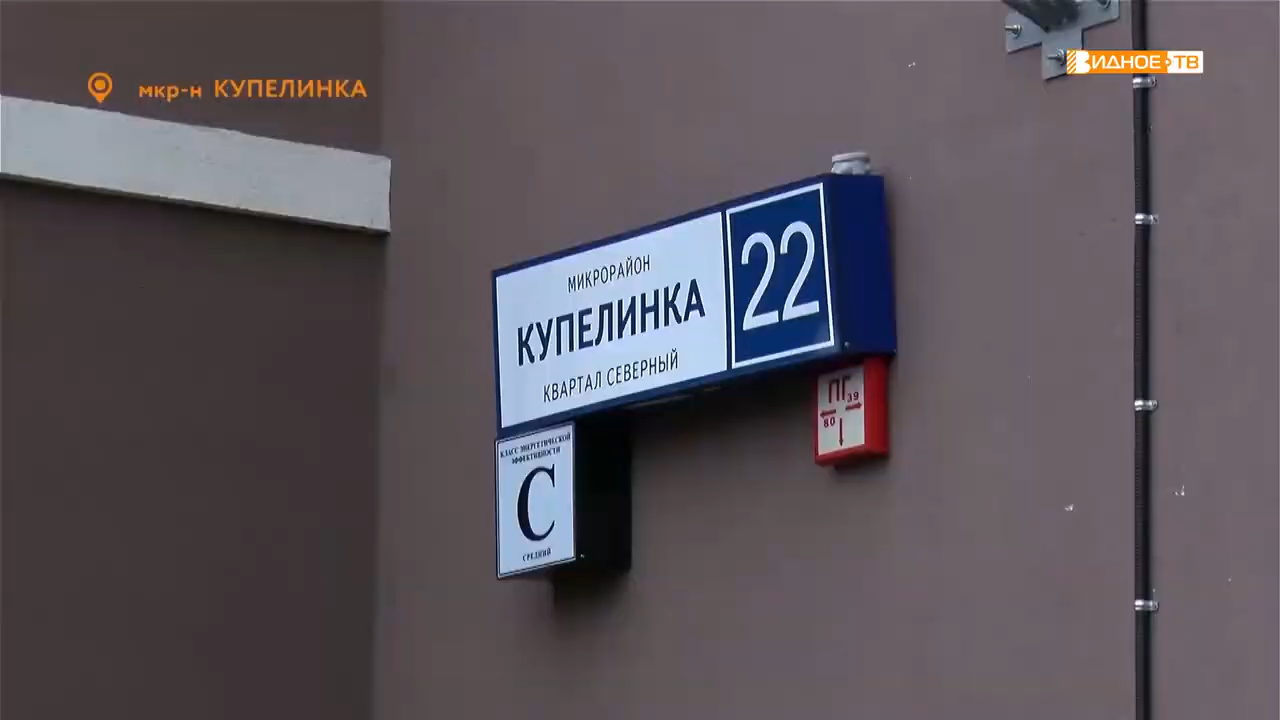 мкр-н КУПЕЛИНКА
ВИДНОЕ·ТВ
МИКРОРАЙОН
КУПЕЛИНКА
КВАРТАЛ СЕВЕРНЫЙ
22
ПГ
39
80
КЛАСС ЭНЕРГЕТИЧЕСКОЙ
ЭФФЕКТИВНОСТИ
С
СРЕДНИЙ